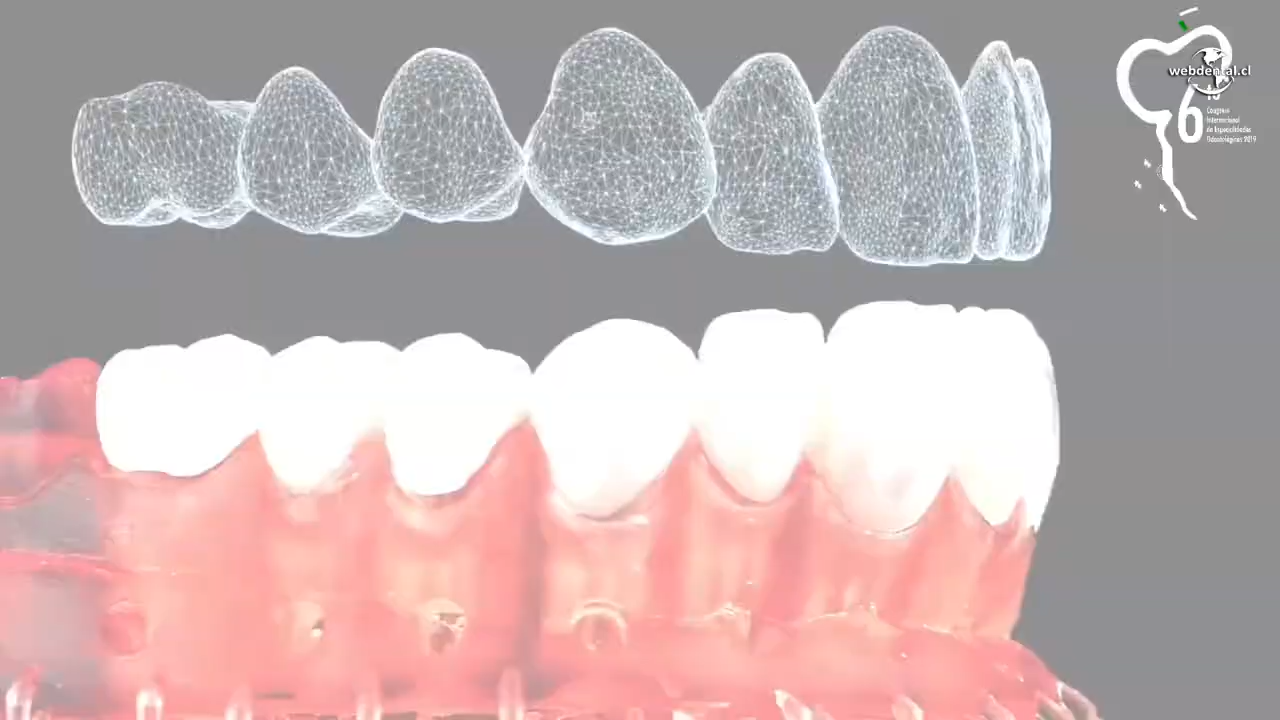 webdental.cl
6
Congreso
Internacional
de Especialidades
Odontológicas 2019